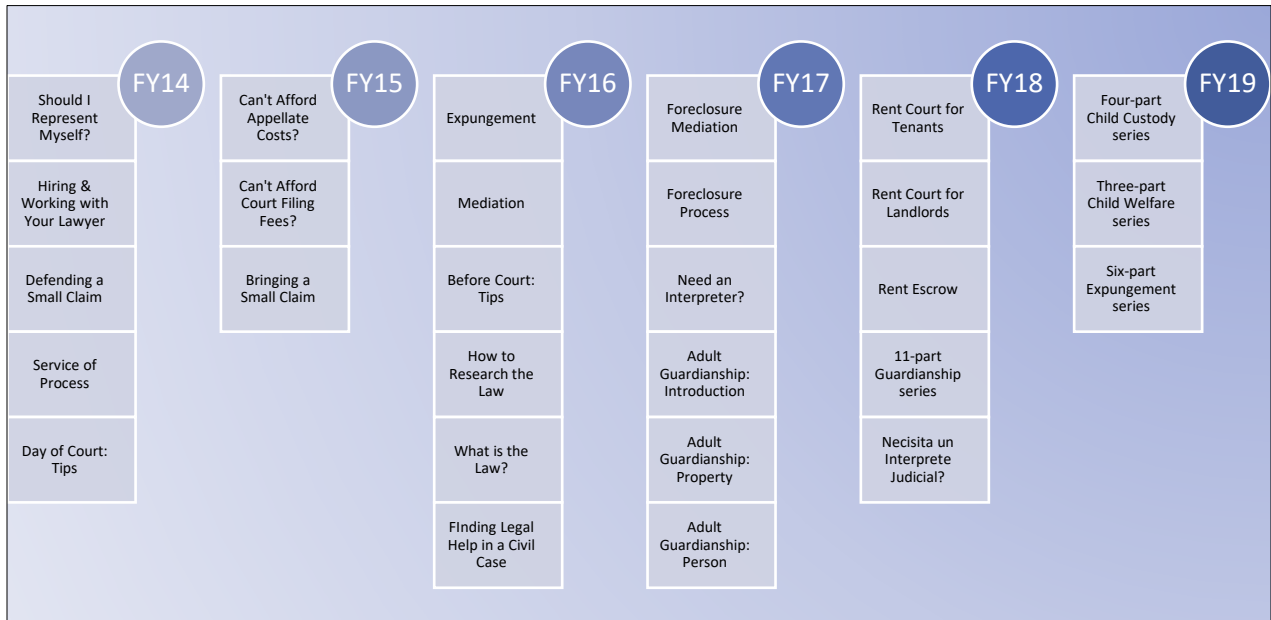 FY14
Should I
Represent
Myself?
Hiring &
Working with
Your Lawyer
Defending a
Small Claim
Service of
Process
Day of Court:
Tips
FY15
Can't Afford
Appellate
Costs?
Can't Afford
Court Filing
Fees?
Bringing a
Small Claim
FY16
Expungement
Mediation
Before Court:
Tips
How to
Research the
Law
What is the
Law?
FInding Legal
Help in a Civil
Case
FY17
Foreclosure
Mediation
Foreclosure
Process
Need an
Interpreter?
Adult
Guardianship:
Introduction
Adult
Guardianship:
Property
Adult
Guardianship:
Person
FY18
Rent Court for
Tenants
Rent Court for
Landlords
Rent Escrow
11-part
Guardianship
series
Necisita un
Interprete
Judicial?
FY19
Four-part
Child Custody
series
Three-part
Child Welfare
series
Six-part
Expungement
series